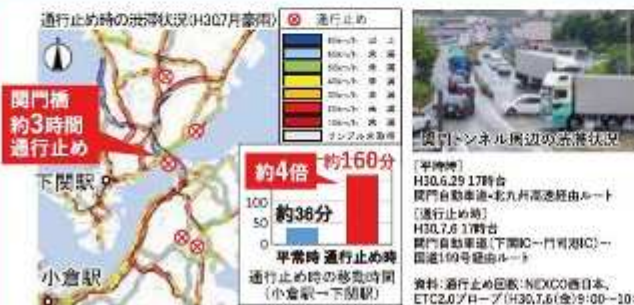 通行止め時の渋滞状況(H30.7月豪雨)
通行止め
関門橋
約3時間
通行止め
下関駅
小倉駅
約4倍
約160分
約36分
100
50
0
平常時 通行止め時
通行止め時の移動時間
(小倉駅→下関駅)
関門トンネル周辺の渋滞状況
[平常時]
H30.6.29 17時台
関門自動車道~北九州高速経由ルート
[通行止め時]
H30.7.6 17時台
関門自動車道(下関IC~門司港IC)~
国道199号経由ルート
資料:通行止め回数:NEXCO西日本、
ETC2.0プローブ(H30.7.6(金)9:00~20